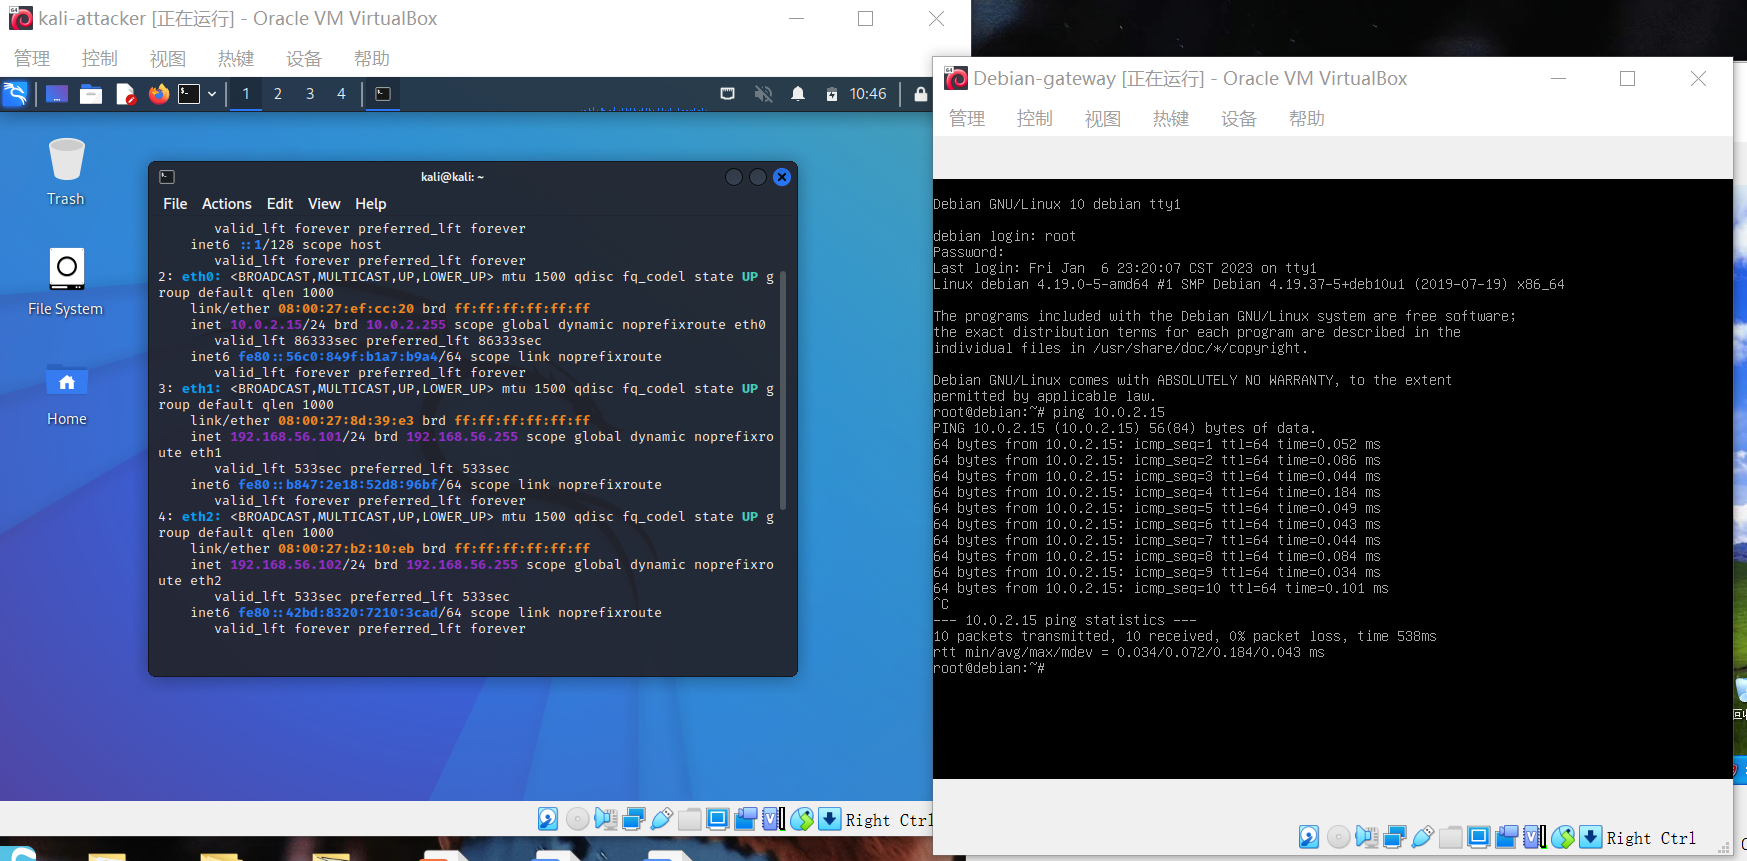 kali-attacker [正在运行] - Oracle VM VirtualBox
管理 控制 视图 热键 设备 帮助
1 2 3 4 10:46
Trash
File System
Home
kali@kali: ~
File Actions Edit View Help
valid_lft forever preferred_lft forever
inet6 ::1/128 scope host
valid_lft forever preferred_lft forever
2: eth0: <BROADCAST,MULTICAST,UP,LOWER_UP> mtu 1500 qdisc fq_codel state UP g
roup default qlen 1000
link/ether 08:00:27:ef:cc:20 brd ff:ff:ff:ff:ff:ff
inet 10.0.2.15/24 brd 10.0.2.255 scope global dynamic noprefixroute eth0
valid_lft 86333sec preferred_lft 86333sec
inet6 fe80::56c0:849f:b1a7:b9a4/64 scope link noprefixroute
valid_lft forever preferred_lft forever
3: eth1: <BROADCAST,MULTICAST,UP,LOWER_UP> mtu 1500 qdisc fq_codel state UP g
roup default qlen 1000
link/ether 08:00:27:8d:39:e3 brd ff:ff:ff:ff:ff:ff
inet 192.168.56.101/24 brd 192.168.56.255 scope global dynamic noprefixro
ute eth1
valid_lft 533sec preferred_lft 533sec
inet6 fe80::b847:2e18:52d8:96bf/64 scope link noprefixroute
valid_lft forever preferred_lft forever
4: eth2: <BROADCAST,MULTICAST,UP,LOWER_UP> mtu 1500 qdisc fq_codel state UP g
roup default qlen 1000
link/ether 08:00:27:b2:10:eb brd ff:ff:ff:ff:ff:ff
inet 192.168.56.102/24 brd 192.168.56.255 scope global dynamic noprefixro
ute eth2
valid_lft 533sec preferred_lft 533sec
inet6 fe80::42bd:8320:7210:3cad/64 scope link noprefixroute
valid_lft forever preferred_lft forever
Right Ctrl
Debian-gateway [正在运行] - Oracle VM VirtualBox
管理 控制 视图 热键 设备 帮助
Debian GNU/Linux 10 debian tty1
debian login: root
Password:
Last login: Fri Jan  6 23:20:07 CST 2023 on tty1
Linux debian 4.19.0-5-amd64 #1 SMP Debian 4.19.37-5+deb10u1 (2019-07-19) x86_64
The programs included with the Debian GNU/Linux system are free software;
the exact distribution terms for each program are described in the
individual files in /usr/share/doc/*/copyright.
Debian GNU/Linux comes with ABSOLUTELY NO WARRANTY, to the extent
permitted by applicable law.
root@debian:~# ping 10.0.2.15
PING 10.0.2.15 (10.0.2.15) 56(84) bytes of data.
64 bytes from 10.0.2.15: icmp_seq=1 ttl=64 time=0.052 ms
64 bytes from 10.0.2.15: icmp_seq=2 ttl=64 time=0.086 ms
64 bytes from 10.0.2.15: icmp_seq=3 ttl=64 time=0.044 ms
64 bytes from 10.0.2.15: icmp_seq=4 ttl=64 time=0.184 ms
64 bytes from 10.0.2.15: icmp_seq=5 ttl=64 time=0.049 ms
64 bytes from 10.0.2.15: icmp_seq=6 ttl=64 time=0.043 ms
64 bytes from 10.0.2.15: icmp_seq=7 ttl=64 time=0.044 ms
64 bytes from 10.0.2.15: icmp_seq=8 ttl=64 time=0.084 ms
64 bytes from 10.0.2.15: icmp_seq=9 ttl=64 time=0.034 ms
64 bytes from 10.0.2.15: icmp_seq=10 ttl=64 time=0.101 ms
^C
--- 10.0.2.15 ping statistics ---
10 packets transmitted, 10 received, 0% packet loss, time 538ms
rtt min/avg/max/mdev = 0.034/0.072/0.184/0.043 ms
root@debian:~#
Right Ctrl